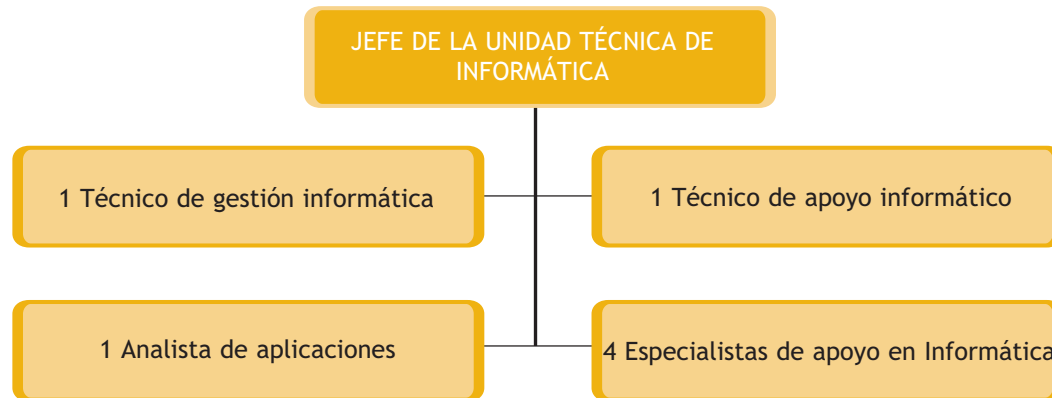 JEFE DE LA UNIDAD TÉCNICA DE
INFORMÁTICA
1 Técnico de gestión informática
1 Técnico de apoyo informático
1 Analista de aplicaciones
4 Especialistas de apoyo en Informática